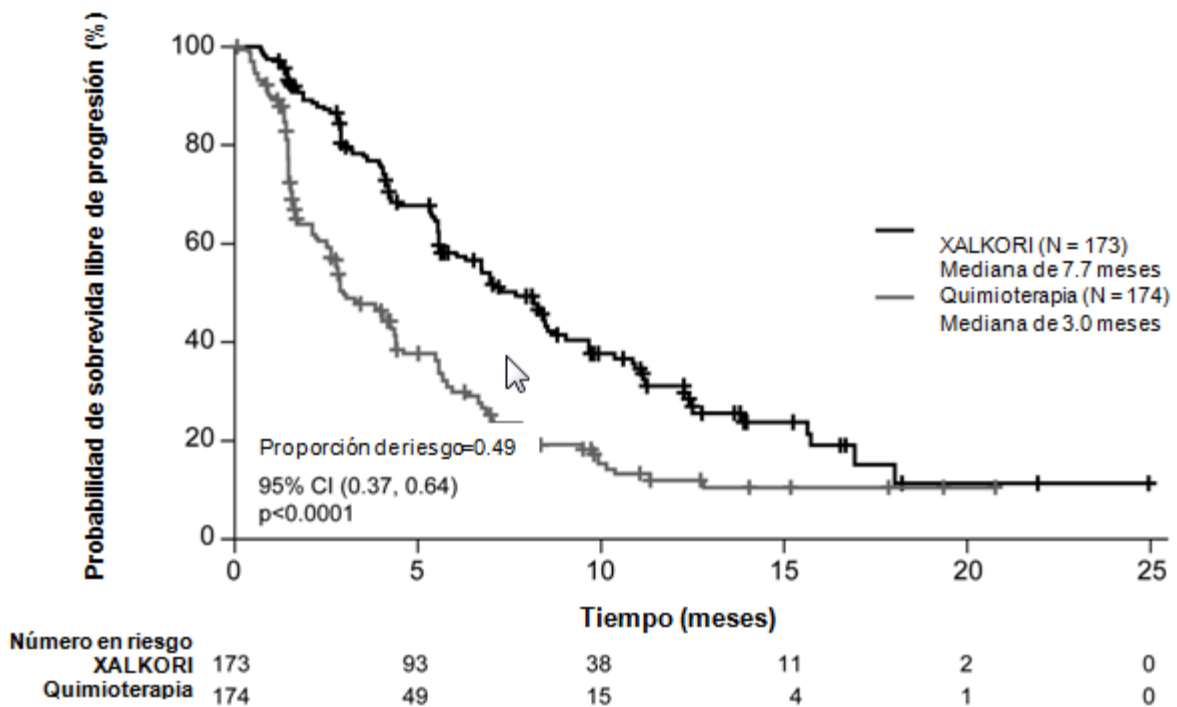 Probabilidad de sobrevida libre de progresión (%)
100
80
60
40
20
0
XALKORI (N = 173)
Mediana de 7.7 meses
Quimioterapia (N = 174)
Mediana de 3.0 meses
Proporción de riesgo=0.49
95% CI (0.37, 0.64)
p<0.0001
0 5 10 15 20 25
Tiempo (meses)
Número en riesgo
XALKORI 173 93 38 11 2 0
Quimioterapia 174 49 15 4 1 0